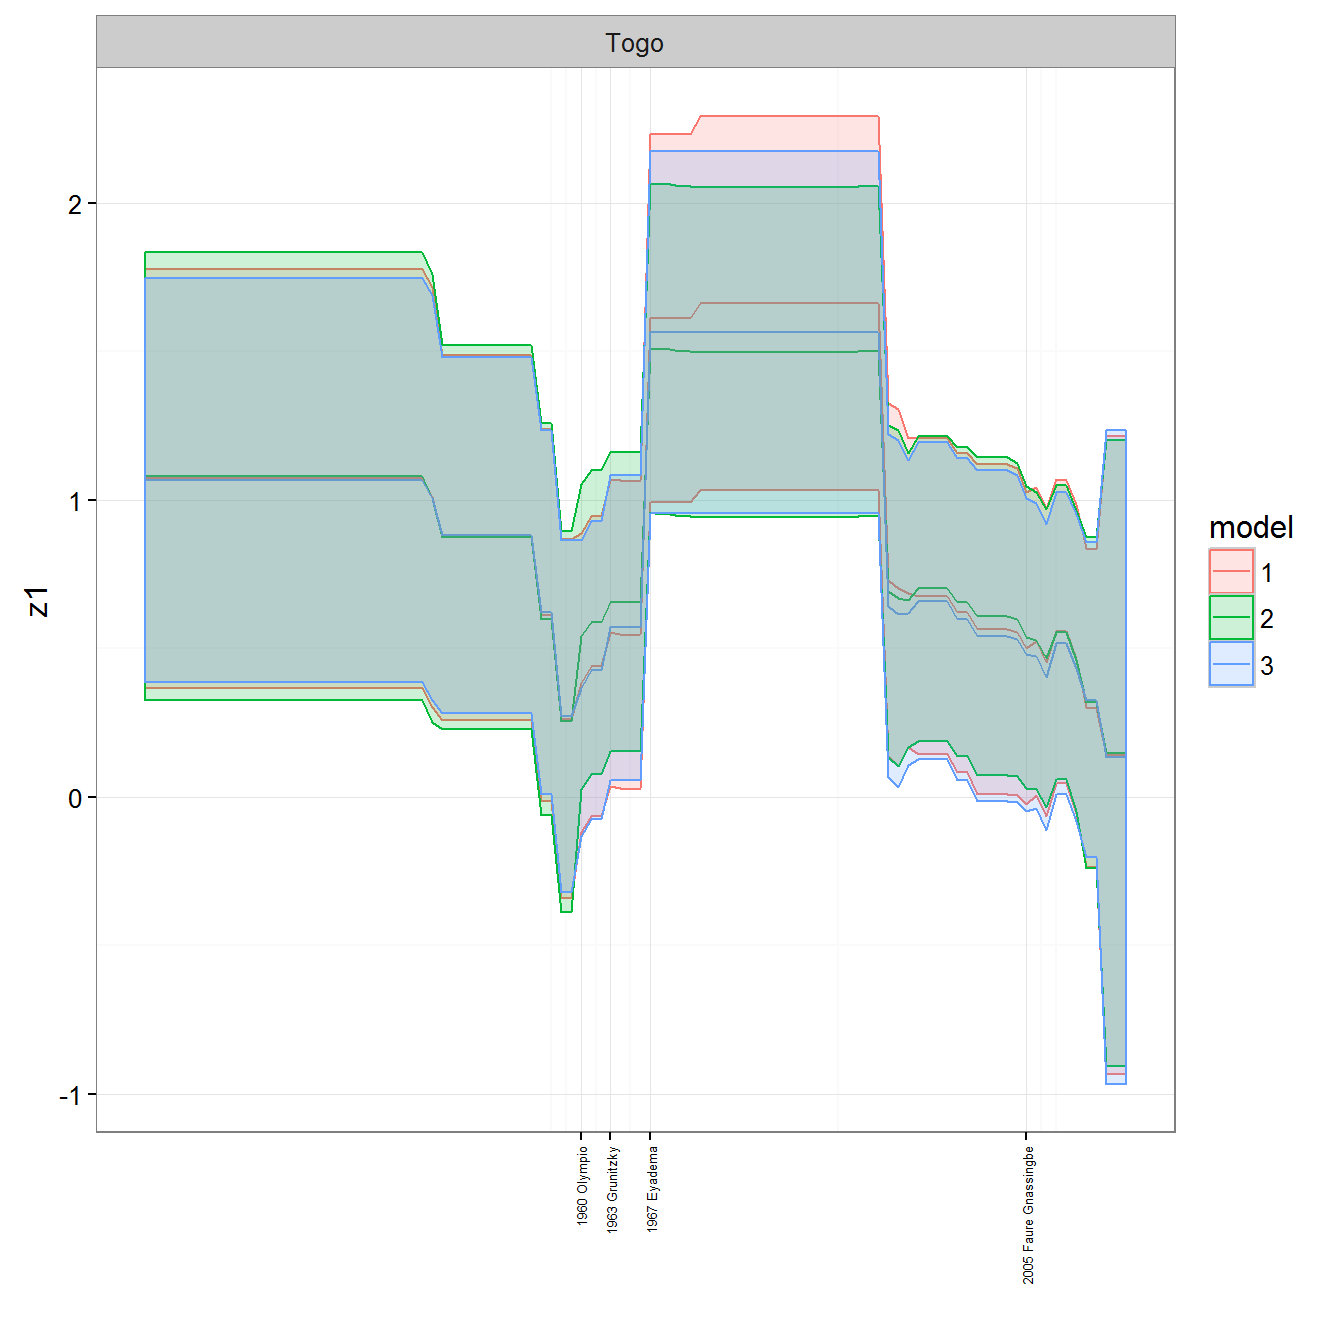 Togo
2
1
0
-1
z1
1960 Olympio
1963 Grunitzky
1967 Eyadema
2005 Faure Gnassingbe
model
1
2
3